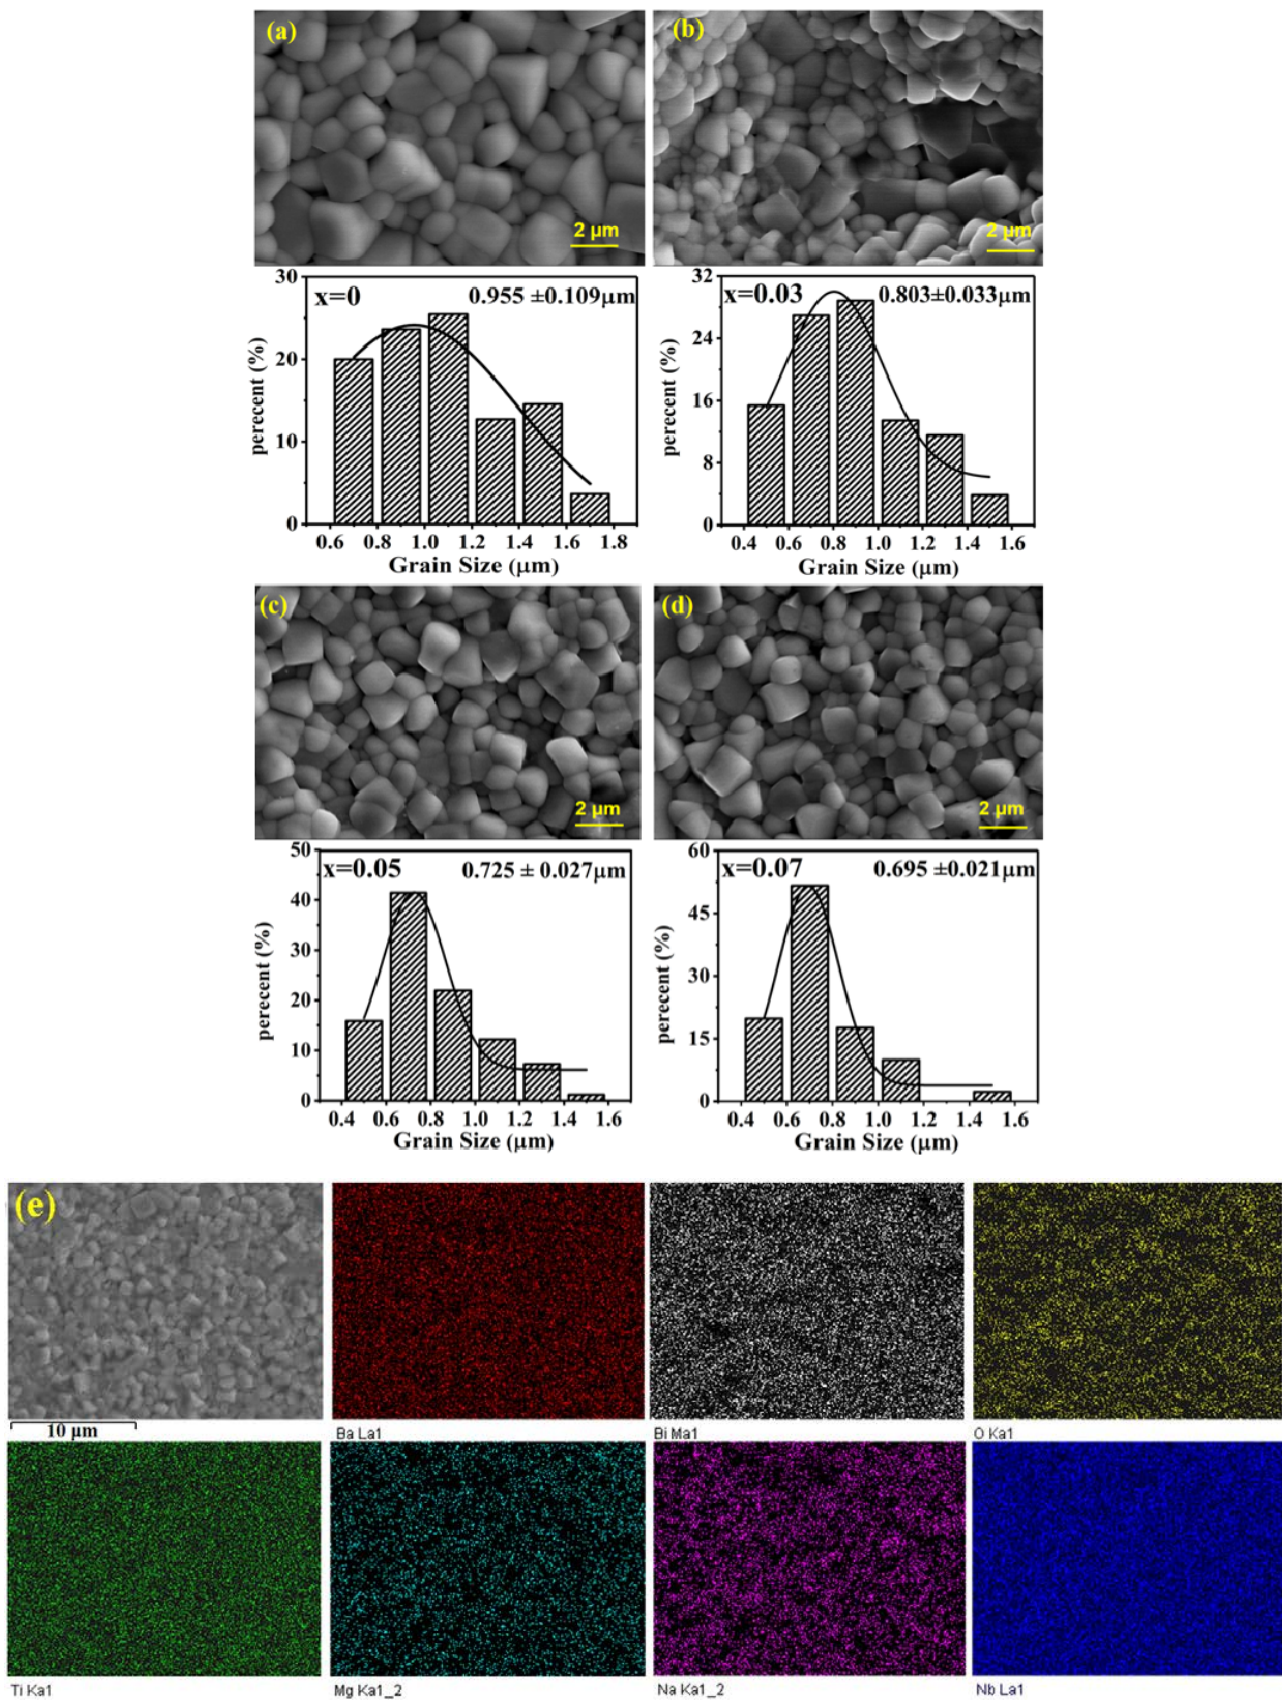 (a)
(b)
2 µm
2 µm
30
20
10
0
perecent (%)
x=0
0.955 ±0.109µm
0.6 0.8 1.0 1.2 1.4 1.6 1.8
Grain Size (µm)
32
24
16
8
0
perecent (%)
x=0.03
0.803±0.033µm
0.4 0.6 0.8 1.0 1.2 1.4 1.6
Grain Size (µm)
(c)
(d)
2 µm
2 µm
50
40
30
20
10
0
perecent (%)
x=0.05
0.725 ± 0.027µm
0.4 0.6 0.8 1.0 1.2 1.4 1.6
Grain Size (µm)
60
45
30
15
0
perecent (%)
x=0.07
0.695 ±0.021µm
0.4 0.6 0.8 1.0 1.2 1.4 1.6
Grain Size (µm)
(e)
10 µm
Ba La1
Bi Ma1
O Ka1
Ti Ka1
Mg Ka1_2
Na Ka1_2
Nb La1